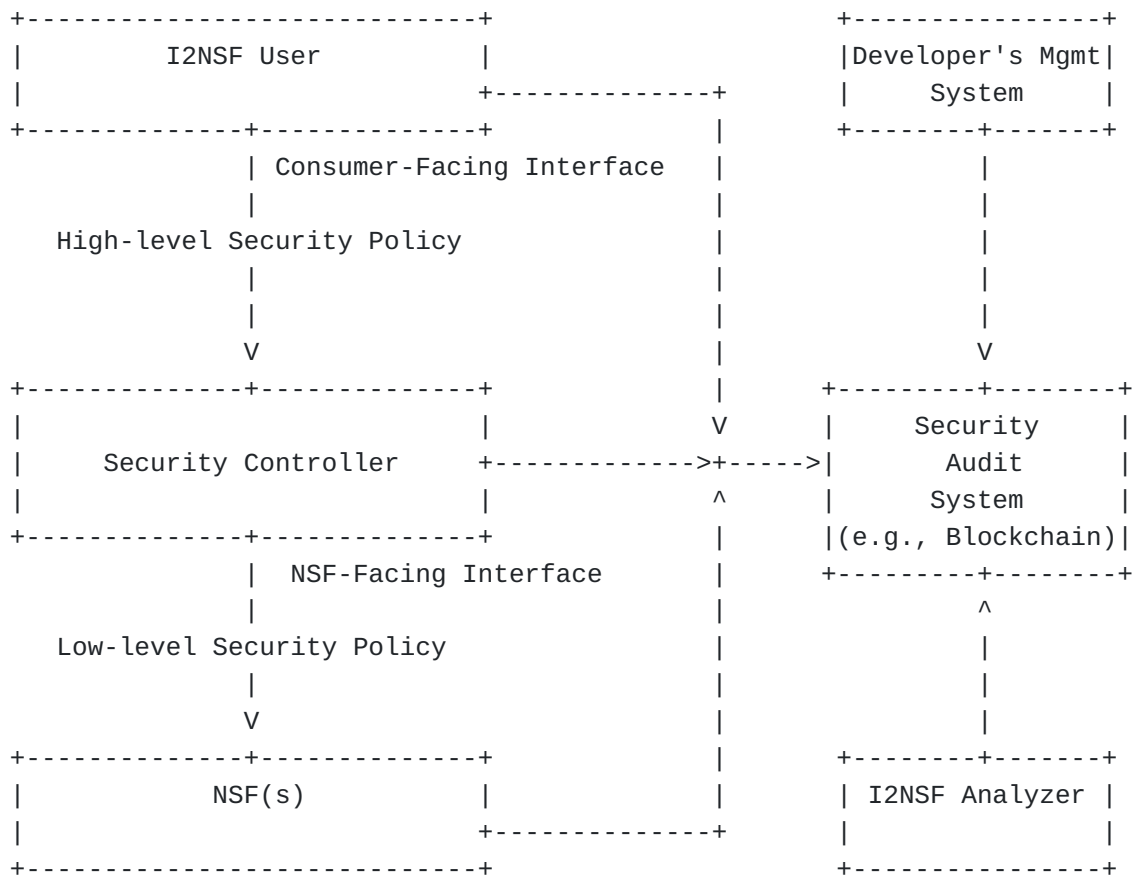 I2NSF User
Developer's Mgmt
System
Consumer-Facing Interface
High-level Security Policy
Security Controller
Security
Audit
System
(e.g., Blockchain)
NSF-Facing Interface
Low-level Security Policy
NSF(s)
I2NSF Analyzer